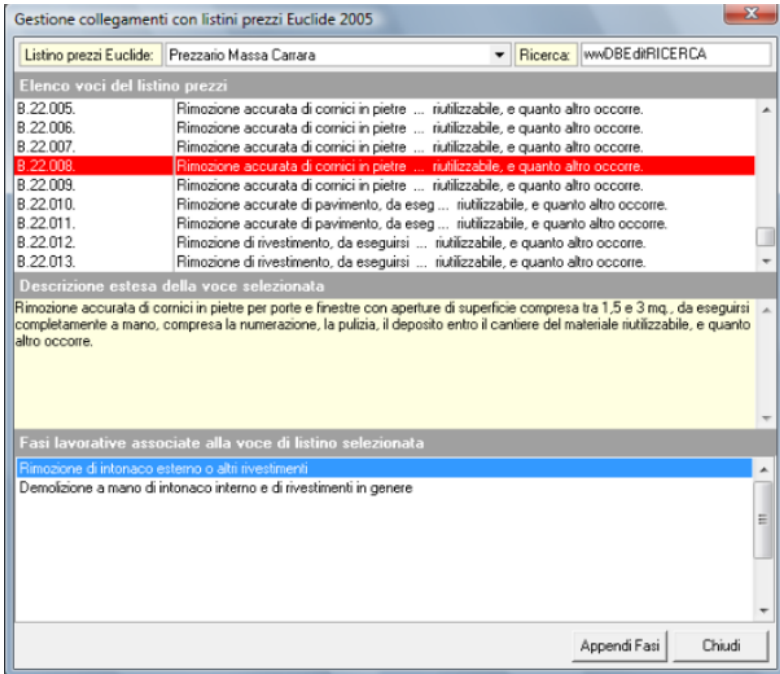 Gestione collegamenti con listini prezzi Euclide 2005
Listino prezzi Euclide: Prezzario Massa Carrara Ricerca: wwDBEditRICERCA
Elenco voci del listino prezzi
B.22.005. Rimozione accurata di cornici in pietre ... riutilizzabile, e quanto altro occorre.
B.22.006. Rimozione accurata di cornici in pietre ... riutilizzabile, e quanto altro occorre.
B.22.007. Rimozione accurata di cornici in pietre ... riutilizzabile, e quanto altro occorre.
B.22.008. Rimozione accurata di cornici in pietre ... riutilizzabile, e quanto altro occorre.
B.22.009. Rimozione accurata di cornici in pietre ... riutilizzabile, e quanto altro occorre.
B.22.010. Rimozione accurate di pavimento, da eseg ... riutilizzabile, e quanto altro occorre.
B.22.011. Rimozione accurate di pavimento, da eseg ... riutilizzabile, e quanto altro occorre.
B.22.012. Rimozione di rivestimento, da eseguirsi ... riutilizzabile, e quanto altro occorre.
B.22.013. Rimozione di rivestimento, da eseguirsi ... riutilizzabile, e quanto altro occorre.
Descrizione estesa della voce selezionata
Rimozione accurata di cornici in pietre per porte e finestre con aperture di superficie compresa tra 1,5 e 3 mq., da eseguirsi
completamente a mano, compresa la numerazione, la pulizia, il deposito entro il cantiere del materiale riutilizzabile, e quanto
altro occorre.
Fasi lavorative associate alla voce di listino selezionata
Rimozione di intonaco esterno o altri rivestimenti
Demolizione a mano di intonaco interno e di rivestimenti in genere
Appendi Fasi Chiudi